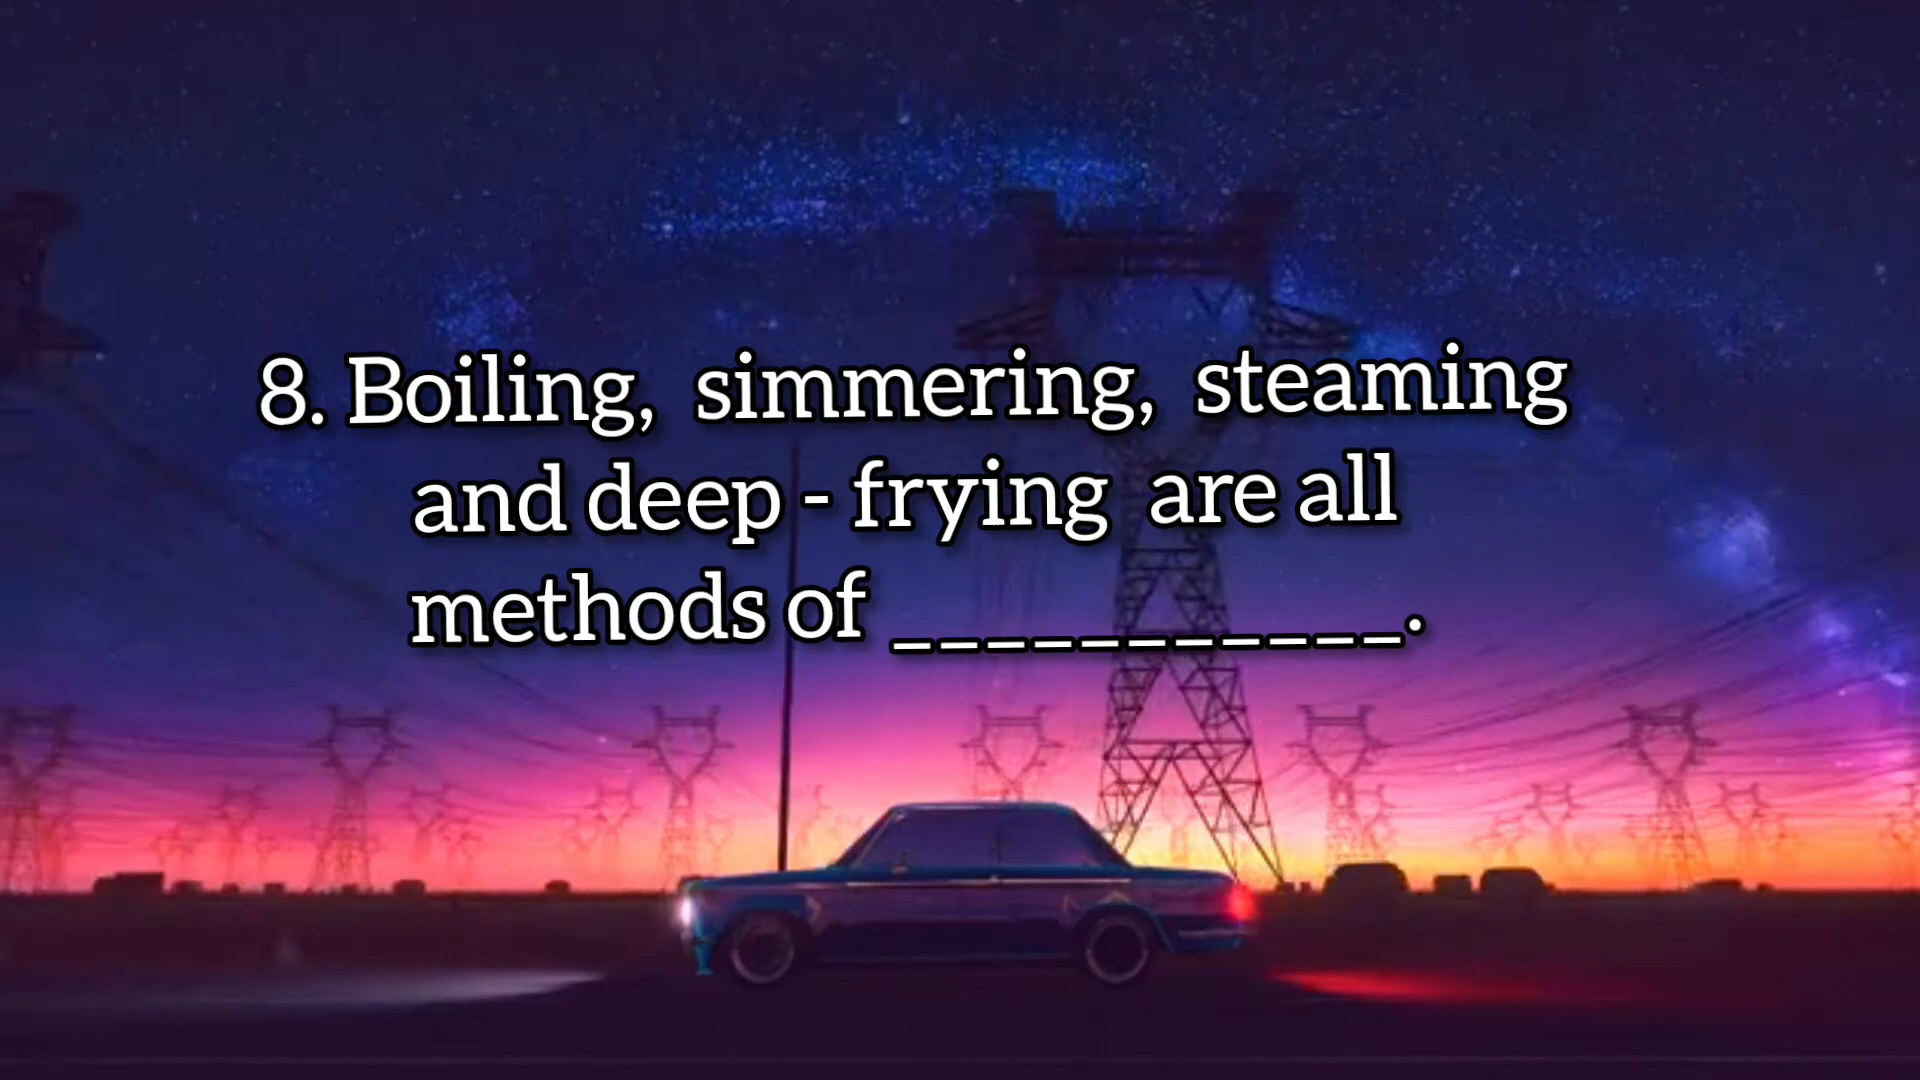 8. Boiling, simmering, steaming
and deep - frying are all
methods of ___________.